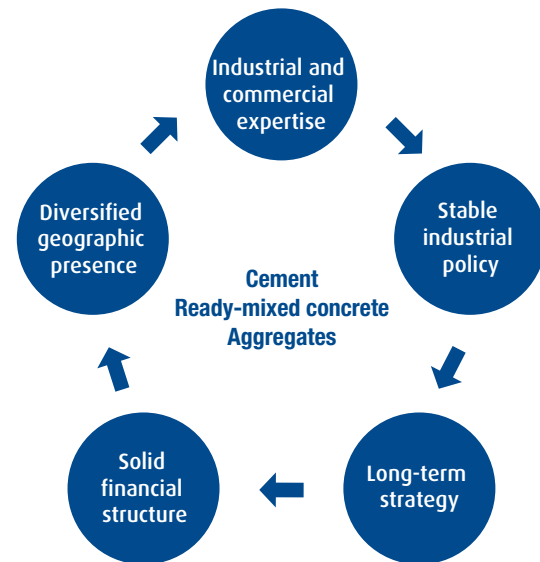 Industrial and
commercial
expertise
Stable
industrial
policy
Long-term
strategy
Solid
financial
structure
Diversified
geographic
presence
Cement
Ready-mixed concrete
Aggregates